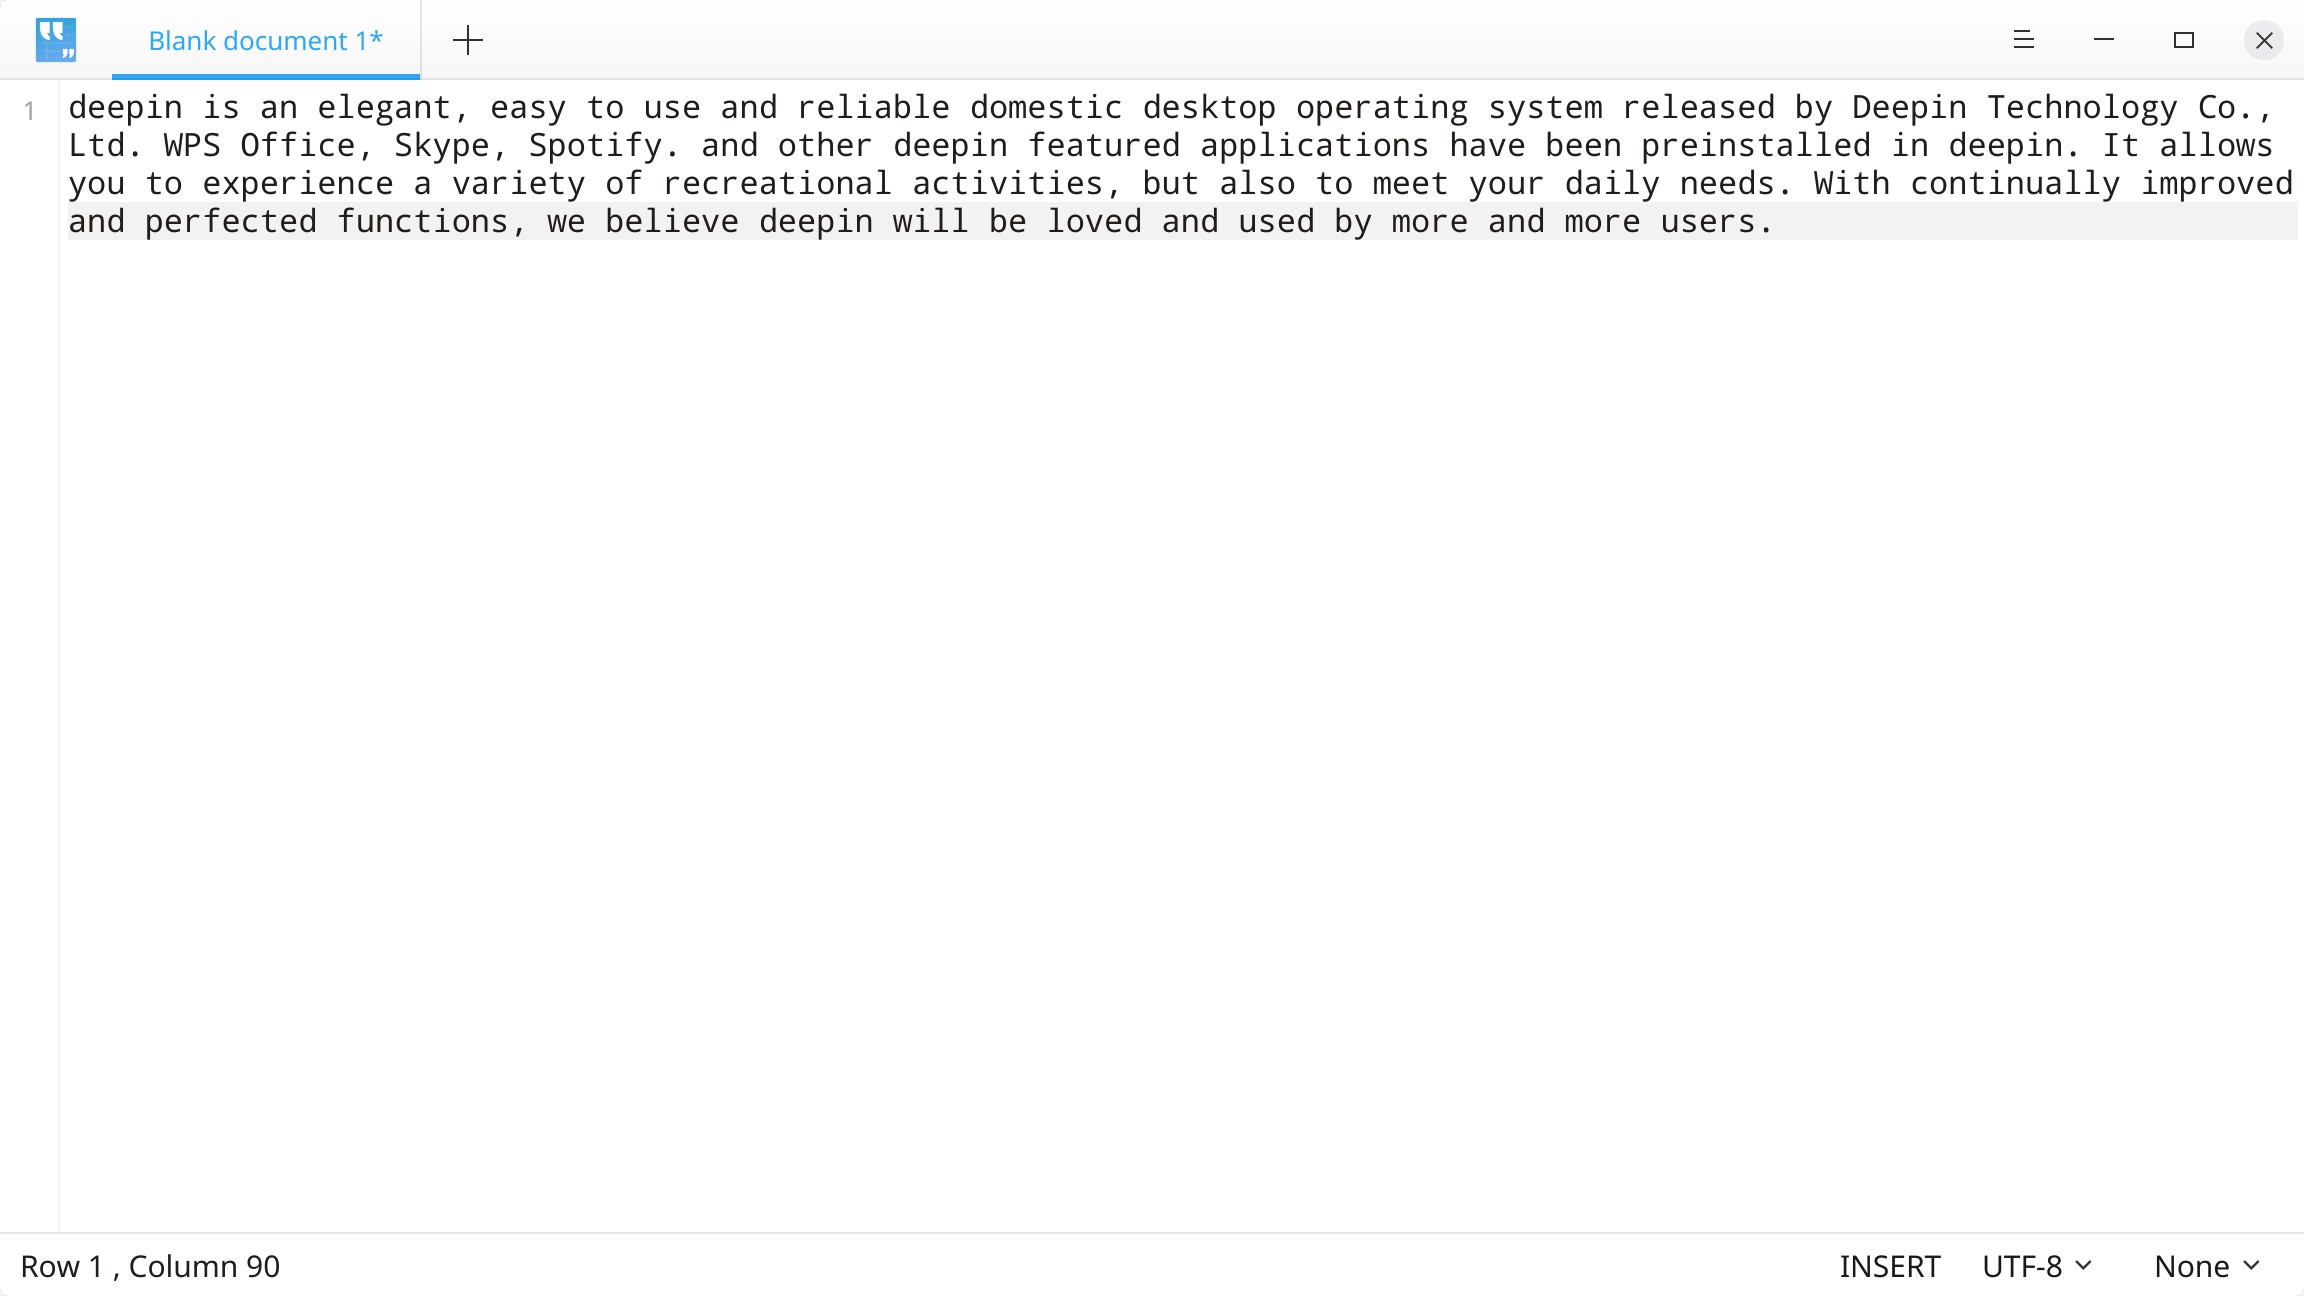 Blank document 1*
1
deepin is an elegant, easy to use and reliable domestic desktop operating system released by Deepin Technology Co.,
Ltd. WPS Office, Skype, Spotify. and other deepin featured applications have been preinstalled in deepin. It allows
you to experience a variety of recreational activities, but also to meet your daily needs. With continually improved
and perfected functions, we believe deepin will be loved and used by more and more users.
Row 1 , Column 90 INSERT UTF-8 None